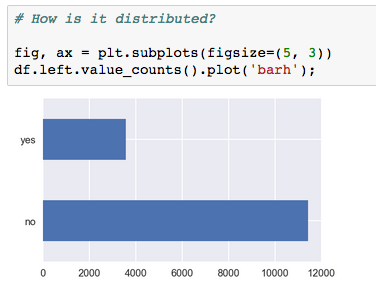 # How is it distributed?
fig, ax = plt.subplots(figsize=(5, 3))
df.left.value_counts().plot('barh');
yes
no
0 2000 4000 6000 8000 10000 12000